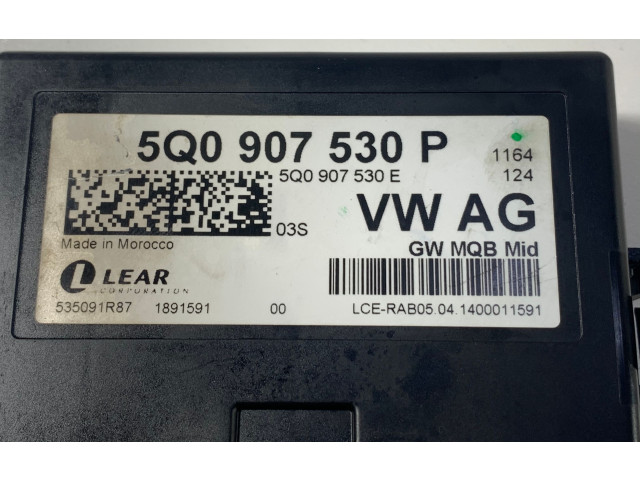 5Q0 907 530 P
1164
5Q0 907 530 E
124
03S
VW AG
Made in Morocco
GW MQB Mid
LEAR
CORPORATION
535091R87 1891591 00
LCE-RAB05.04.1400011591